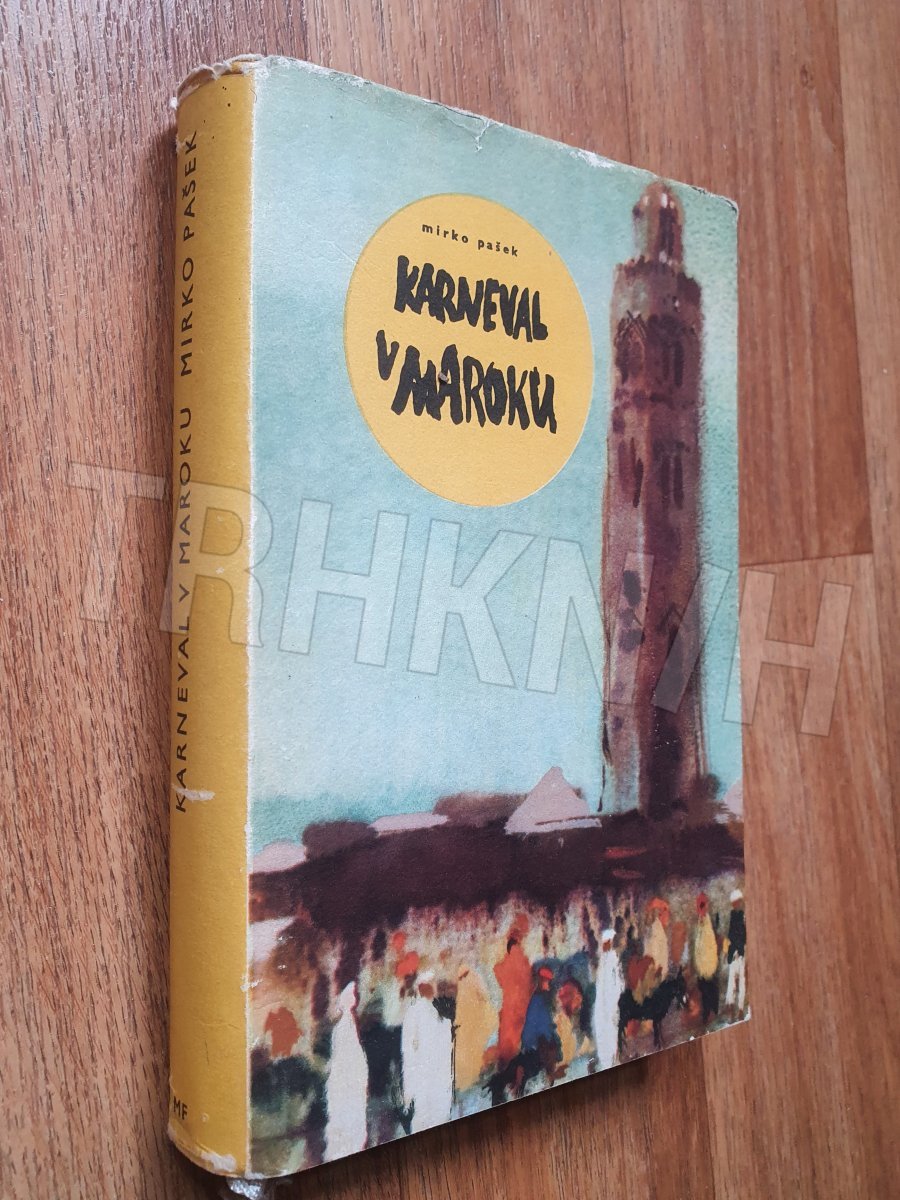 mirko pašek
KARNEVAL
V MAROKU
KARNEVAL V MAROKU MIRKO PAŠEK
MF
TRHKNIH